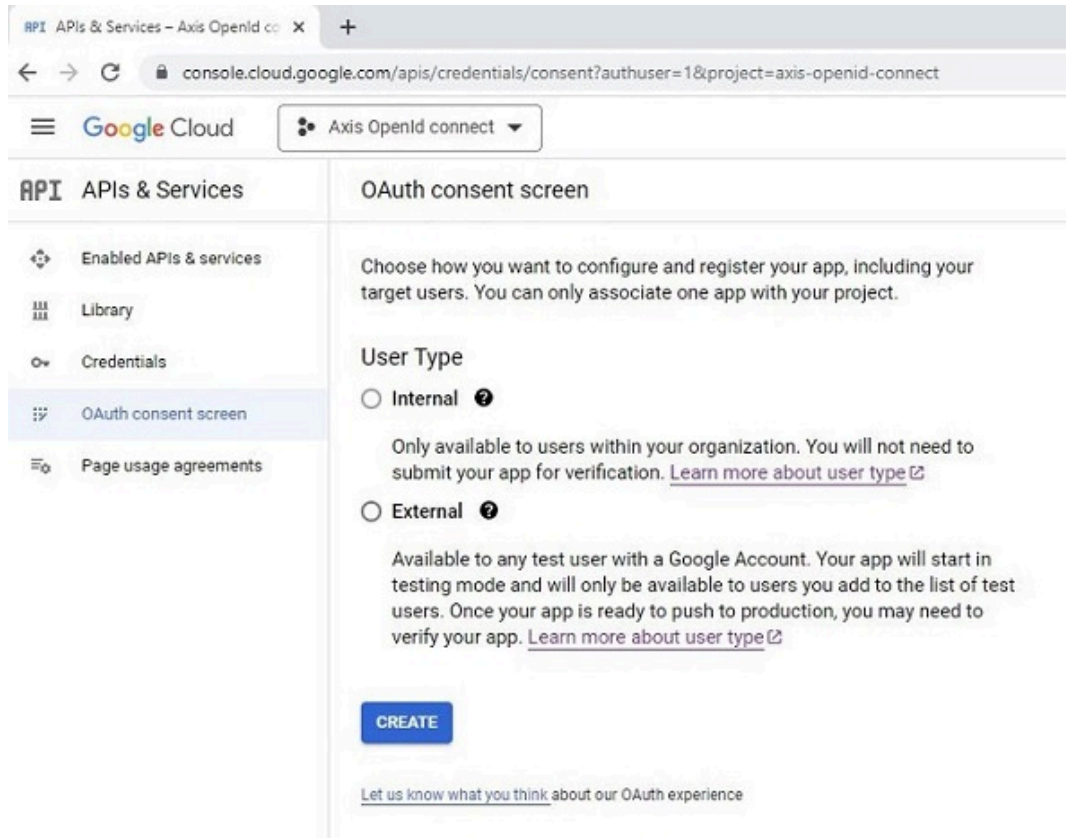 API APIs & Services – Axis OpenId co
console.cloud.google.com/apis/credentials/consent?authuser=1&project=axis-openid-connect
Google Cloud
Axis OpenId connect
API APIs & Services
OAuth consent screen
Enabled APIs & services
Library
Credentials
OAuth consent screen
Page usage agreements
Choose how you want to configure and register your app, including your
target users. You can only associate one app with your project.
User Type
Internal
Only available to users within your organization. You will not need to
submit your app for verification. Learn more about user type
External
Available to any test user with a Google Account. Your app will start in
testing mode and will only be available to users you add to the list of test
users. Once your app is ready to push to production, you may need to
verify your app. Learn more about user type
CREATE
Let us know what you think about our OAuth experience